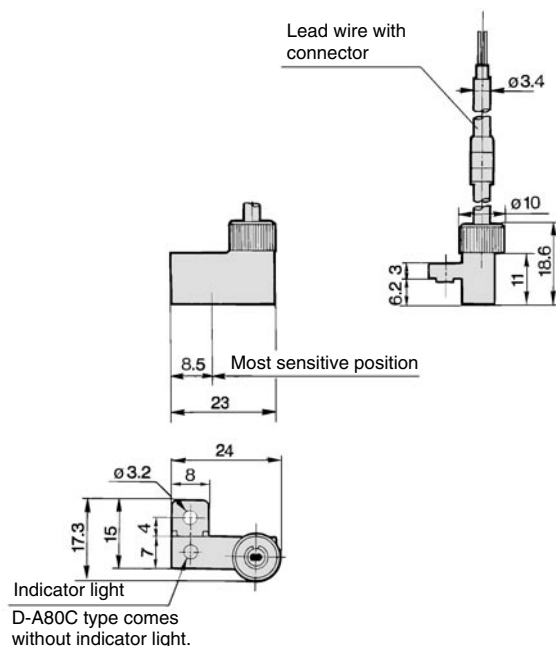 Lead wire with
connector
ø3.4
ø10
18.6
11
3
6.2
8.5
Most sensitive position
23
24
ø3.2
8
17.3
15
4
7
Indicator light
D-A80C type comes
without indicator light.